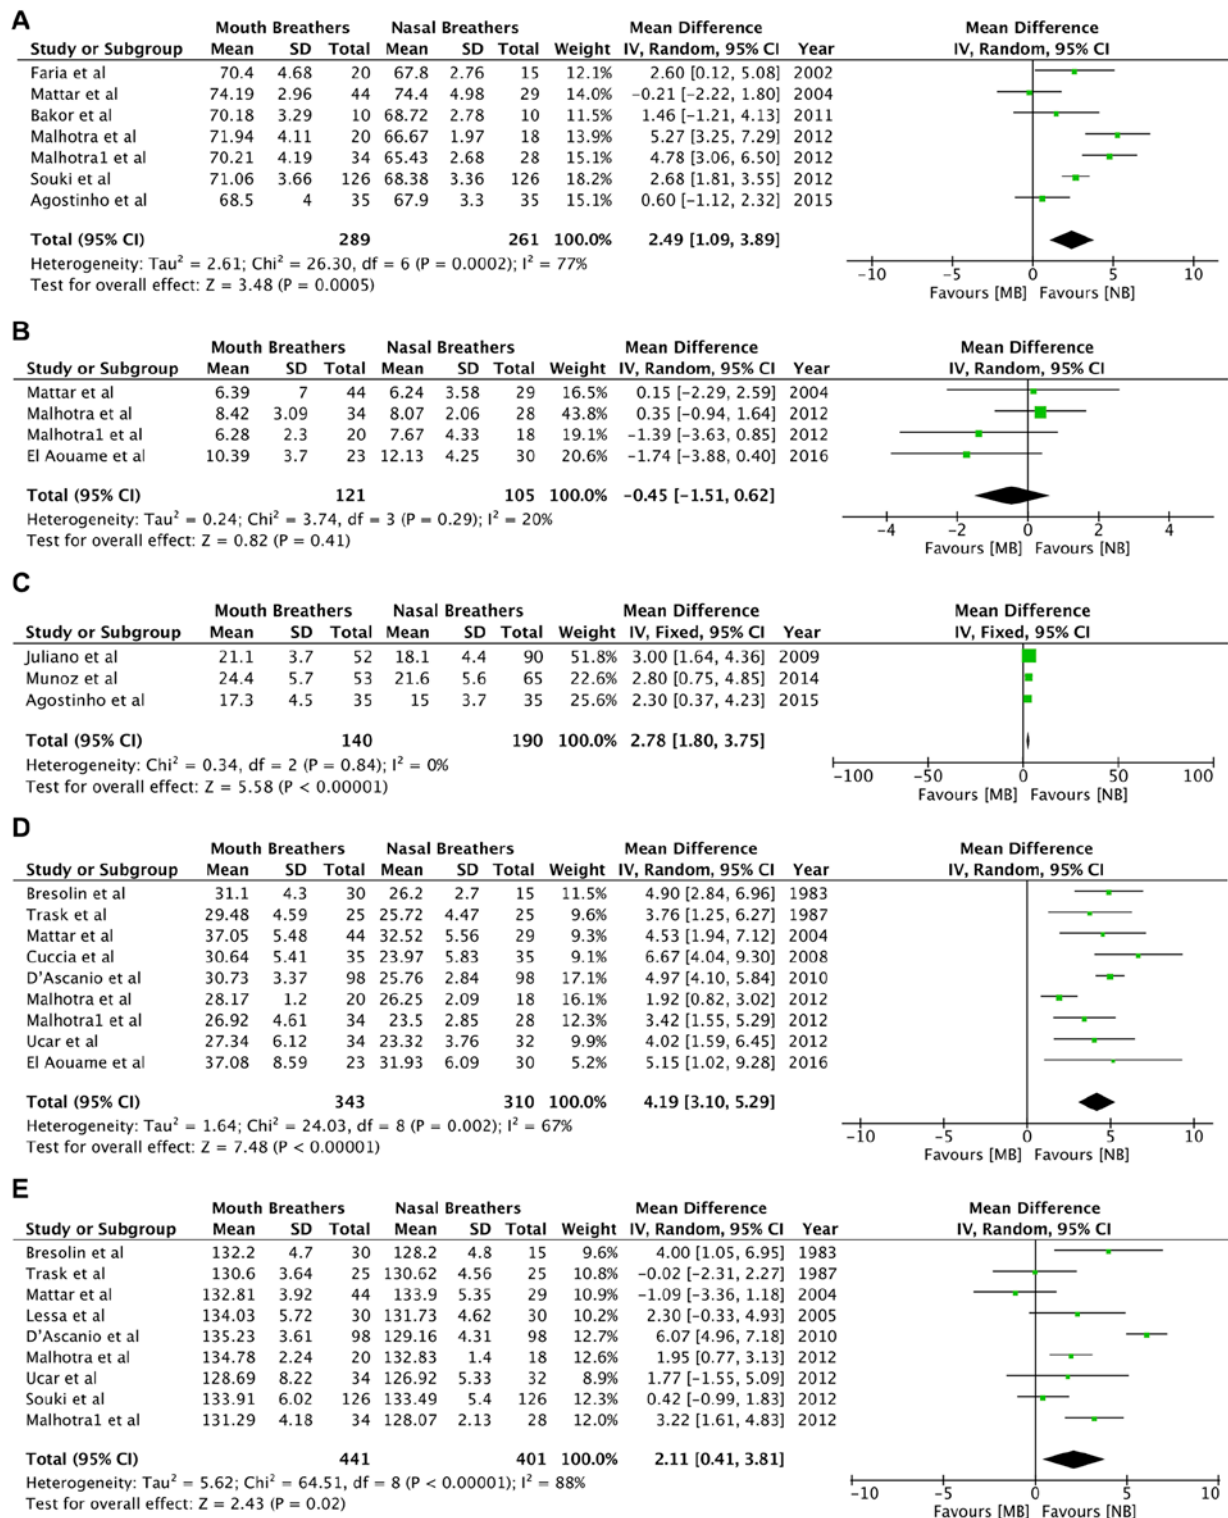 A
Mouth Breathers Nasal Breathers Mean Difference Mean Difference
Study or Subgroup Mean SD Total Mean SD Total Weight IV, Random, 95% CI Year IV, Random, 95% CI
Faria et al 70.4 4.68 20 67.8 2.76 15 12.1% 2.60 [0.12, 5.08] 2002
Mattar et al 74.19 2.96 44 74.4 4.98 29 14.0% -0.21 [-2.22, 1.80] 2004
Bakor et al 70.18 3.29 10 68.72 2.78 10 11.5% 1.46 [-1.21, 4.13] 2011
Malhotra et al 71.94 4.11 20 66.67 1.97 18 13.9% 5.27 [3.25, 7.29] 2012
Malhotra1 et al 70.21 4.19 34 65.43 2.68 28 15.1% 4.78 [3.06, 6.50] 2012
Souki et al 71.06 3.66 126 68.38 3.36 126 18.2% 2.68 [1.81, 3.55] 2012
Agostinho et al 68.5 4 35 67.9 3.3 35 15.1% 0.60 [-1.12, 2.32] 2015
Total (95% CI) 289 261 100.0% 2.49 [1.09, 3.89]
Heterogeneity: Tau² = 2.61; Chi² = 26.30, df = 6 (P = 0.0002); I² = 77%
Test for overall effect: Z = 3.48 (P = 0.0005)
-10 -5 0 5 10
Favours [MB] Favours [NB]
B
Mouth Breathers Nasal Breathers Mean Difference Mean Difference
Study or Subgroup Mean SD Total Mean SD Total Weight IV, Random, 95% CI Year IV, Random, 95% CI
Mattar et al 6.39 7 44 6.24 3.58 29 16.5% 0.15 [-2.29, 2.59] 2004
Malhotra et al 8.42 3.09 34 8.07 2.06 28 43.8% 0.35 [-0.94, 1.64] 2012
Malhotra1 et al 6.28 2.3 20 7.67 4.33 18 19.1% -1.39 [-3.63, 0.85] 2012
El Aouame et al 10.39 3.7 23 12.13 4.25 30 20.6% -1.74 [-3.88, 0.40] 2016
Total (95% CI) 121 105 100.0% -0.45 [-1.51, 0.62]
Heterogeneity: Tau² = 0.24; Chi² = 3.74, df = 3 (P = 0.29); I² = 20%
Test for overall effect: Z = 0.82 (P = 0.41)
-4 -2 0 2 4
Favours [MB] Favours [NB]
C
Mouth Breathers Nasal Breathers Mean Difference Mean Difference
Study or Subgroup Mean SD Total Mean SD Total Weight IV, Fixed, 95% CI Year IV, Fixed, 95% CI
Juliano et al 21.1 3.7 52 18.1 4.4 90 51.8% 3.00 [1.64, 4.36] 2009
Munoz et al 24.4 5.7 53 21.6 5.6 65 22.6% 2.80 [0.75, 4.85] 2014
Agostinho et al 17.3 4.5 35 15 3.7 35 25.6% 2.30 [0.37, 4.23] 2015
Total (95% CI) 140 190 100.0% 2.78 [1.80, 3.75]
Heterogeneity: Chi² = 0.34, df = 2 (P = 0.84); I² = 0%
Test for overall effect: Z = 5.58 (P < 0.00001)
-100 -50 0 50 100
Favours [MB] Favours [NB]
D
Mouth Breathers Nasal Breathers Mean Difference Mean Difference
Study or Subgroup Mean SD Total Mean SD Total Weight IV, Random, 95% CI Year IV, Random, 95% CI
Bresolin et al 31.1 4.3 30 26.2 2.7 15 11.5% 4.90 [2.84, 6.96] 1983
Trask et al 29.48 4.59 25 25.72 4.47 25 9.6% 3.76 [1.25, 6.27] 1987
Mattar et al 37.05 5.48 44 32.52 5.56 29 9.3% 4.53 [1.94, 7.12] 2004
Cuccia et al 30.64 5.41 35 23.97 5.83 35 9.1% 6.67 [4.04, 9.30] 2008
D'Ascanio et al 30.73 3.37 98 25.76 2.84 98 17.1% 4.97 [4.10, 5.84] 2010
Malhotra et al 28.17 1.2 20 26.25 2.09 18 16.1% 1.92 [0.82, 3.02] 2012
Malhotra1 et al 26.92 4.61 34 23.5 2.85 28 12.3% 3.42 [1.55, 5.29] 2012
Ucar et al 27.34 6.12 34 23.32 3.76 32 9.9% 4.02 [1.59, 6.45] 2012
El Aouame et al 37.08 8.59 23 31.93 6.09 30 5.2% 5.15 [1.02, 9.28] 2016
Total (95% CI) 343 310 100.0% 4.19 [3.10, 5.29]
Heterogeneity: Tau² = 1.64; Chi² = 24.03, df = 8 (P = 0.002); I² = 67%
Test for overall effect: Z = 7.48 (P < 0.00001)
-10 -5 0 5 10
Favours [MB] Favours [NB]
E
Mouth Breathers Nasal Breathers Mean Difference Mean Difference
Study or Subgroup Mean SD Total Mean SD Total Weight IV, Random, 95% CI Year IV, Random, 95% CI
Bresolin et al 132.2 4.7 30 128.2 4.8 15 9.6% 4.00 [1.05, 6.95] 1983
Trask et al 130.6 3.64 25 130.62 4.56 25 10.8% -0.02 [-2.31, 2.27] 1987
Mattar et al 132.81 3.92 44 133.9 5.35 29 10.9% -1.09 [-3.36, 1.18] 2004
Lessa et al 134.03 5.72 30 131.73 4.62 30 10.2% 2.30 [-0.33, 4.93] 2005
D'Ascanio et al 135.23 3.61 98 129.16 4.31 98 12.7% 6.07 [4.96, 7.18] 2010
Malhotra et al 134.78 2.24 20 132.83 1.4 18 12.6% 1.95 [0.77, 3.13] 2012
Ucar et al 128.69 8.22 34 126.92 5.33 32 8.9% 1.77 [-1.55, 5.09] 2012
Souki et al 133.91 6.02 126 133.49 5.4 126 12.3% 0.42 [-0.99, 1.83] 2012
Malhotra1 et al 131.29 4.18 34 128.07 2.13 28 12.0% 3.22 [1.61, 4.83] 2012
Total (95% CI) 441 401 100.0% 2.11 [0.41, 3.81]
Heterogeneity: Tau² = 5.62; Chi² = 64.51, df = 8 (P < 0.00001); I² = 88%
Test for overall effect: Z = 2.43 (P = 0.02)
-10 -5 0 5 10
Favours [MB] Favours [NB]